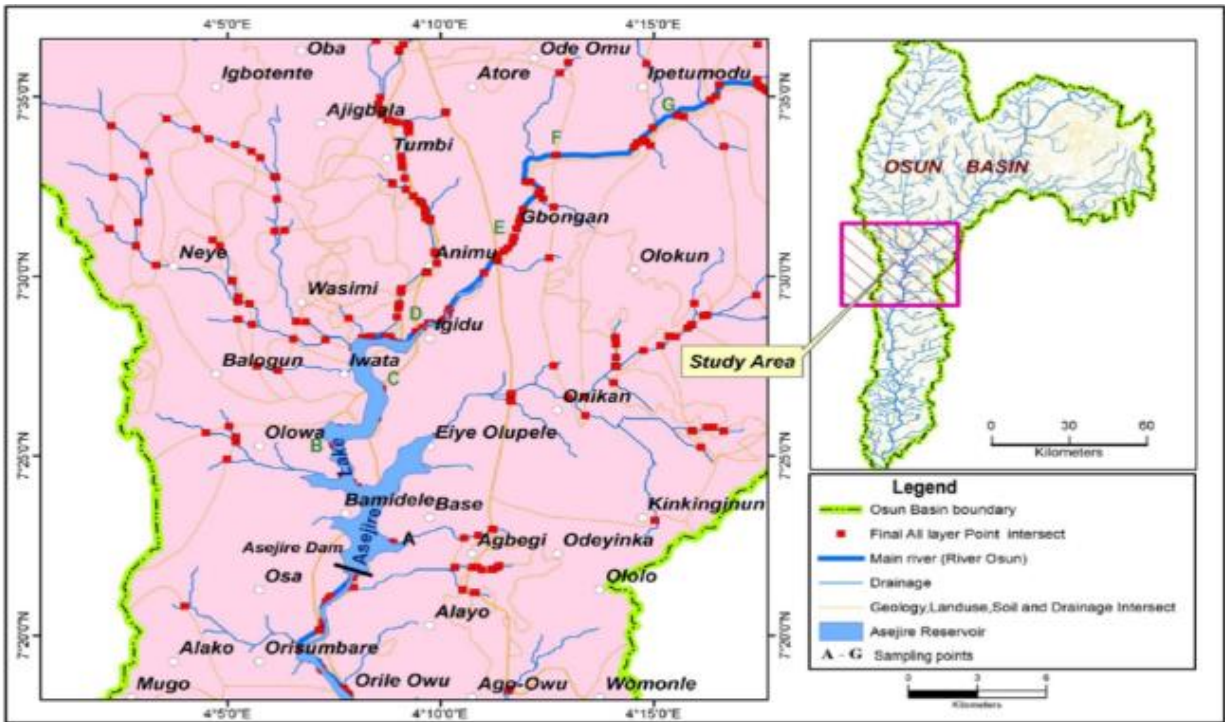 4°5'0"E 4°10'0"E 4°15'0"E
Oba
Ode Omu
Igbotente
Atore
Ipetumodu
7°35'0"N
7°35'0"N
G
Ajigbala
F
Tumbi
Gbongan
E
Neye
Animu
Olokun
7°30'0"N
7°30'0"N
Wasimi
D
Igidu
Balogun
Iwata
C
Onikan
Olowa
Eiye Olupele
B
7°25'0"N
7°25'0"N
Lake
Bamidele
Base
Kinkinginun
Asejire
A
Agbegi
Odeyinka
Asejire Dam
Osa
Ololo
Alayo
7°20'0"N
7°20'0"N
Alako
Orisumbare
Mugo
Orile Owu
Ago-Owu
Womonle
4°5'0"E 4°10'0"E 4°15'0"E
OSUN BASIN
Study Area
0 30 60
Kilometers
Legend
Osun Basin boundary
Final All layer Point Intersect
Main river (River Osun)
Drainage
Geology,Landuse,Soil and Drainage Intersect
Asejire Reservoir
A - G Sampling points
0 3 6
Kilometers